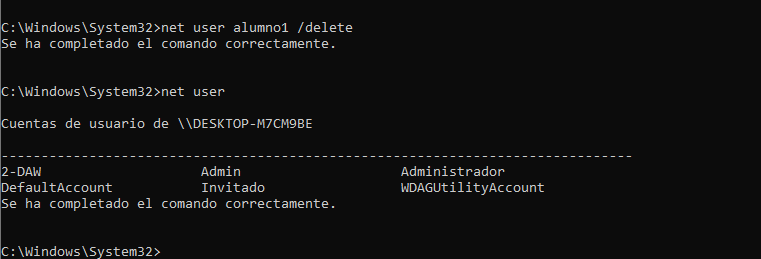 C:\Windows\System32>net user alumno1 /delete
Se ha completado el comando correctamente.
C:\Windows\System32>net user
Cuentas de usuario de \\DESKTOP-M7CM9BE
-------------------------------------------------------------------------------
2-DAW                    Admin                    Administrador
DefaultAccount           Invitado                 WDAGUtilityAccount
Se ha completado el comando correctamente.
C:\Windows\System32>